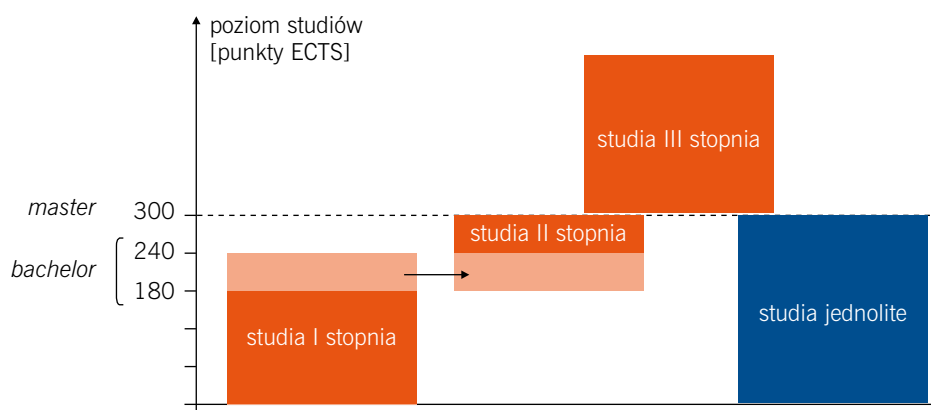 poziom studiów
[punkty ECTS]
studia III stopnia
master 300
studia II stopnia
240
bachelor
180
studia jednolite
studia I stopnia